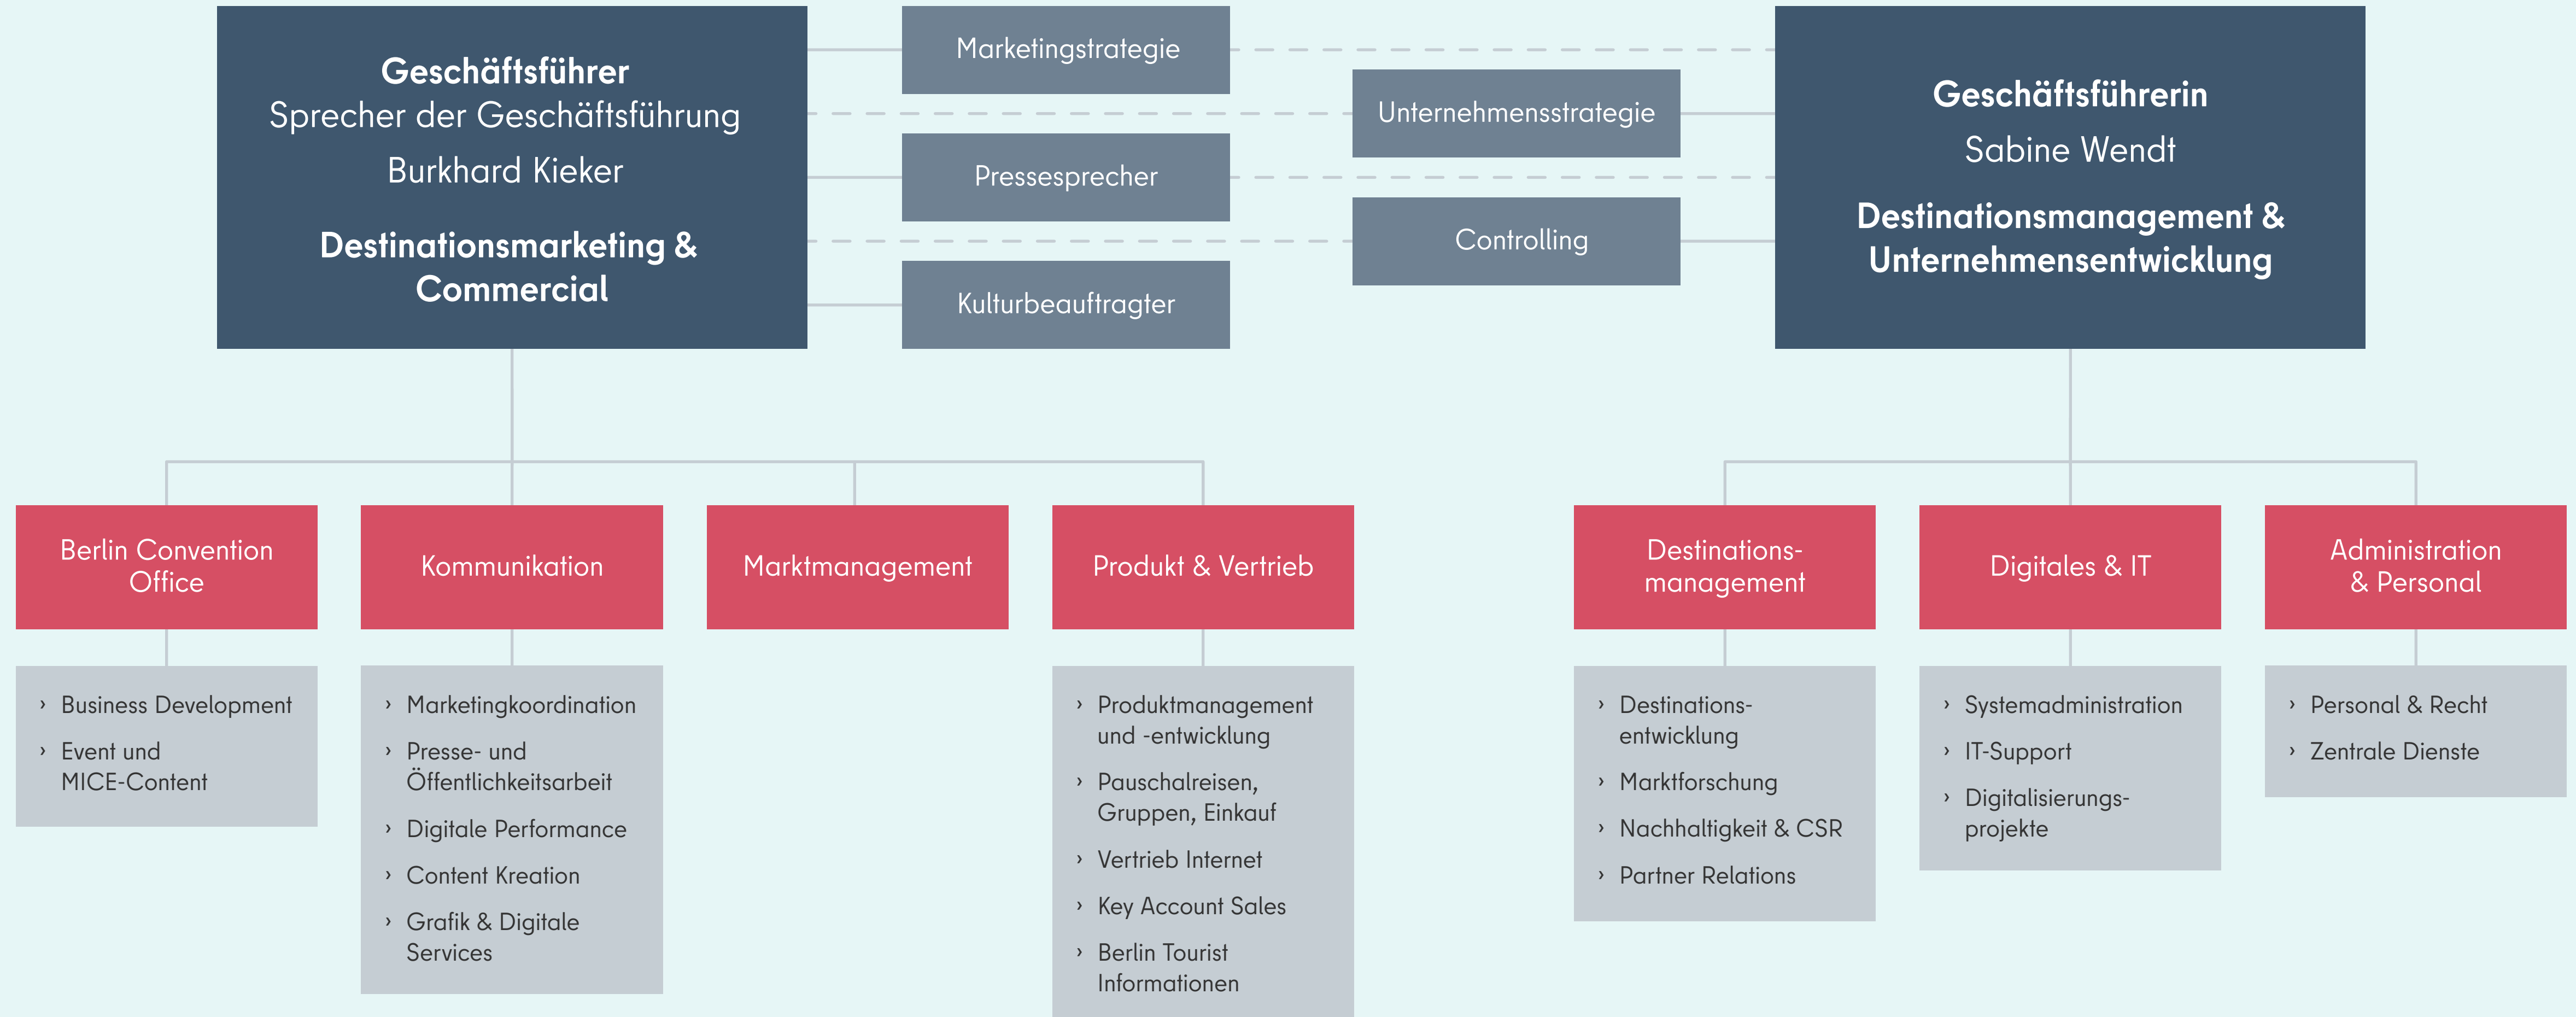 Geschäftsführer
Sprecher der Geschäftsführung
Burkhard Kieker
Destinationsmarketing &
Commercial
Marketingstrategie
Pressesprecher
Kulturbeauftragter
Unternehmensstrategie
Controlling
Geschäftsführerin
Sabine Wendt
Destinationsmanagement &
Unternehmensentwicklung
Berlin Convention
Office
› Business Development
› Event und
MICE-Content
Kommunikation
› Marketingkoordination
› Presse- und
Öffentlichkeitsarbeit
› Digitale Performance
› Content Kreation
› Grafik & Digitale
Services
Marktmanagement
Produkt & Vertrieb
› Produktmanagement
und -entwicklung
› Pauschalreisen,
Gruppen, Einkauf
› Vertrieb Internet
› Key Account Sales
› Berlin Tourist
Informationen
Destinations-
management
› Destinations-
entwicklung
› Marktforschung
› Nachhaltigkeit & CSR
› Partner Relations
Digitales & IT
› Systemadministration
› IT-Support
› Digitalisierungs-
projekte
Administration
& Personal
› Personal & Recht
› Zentrale Dienste